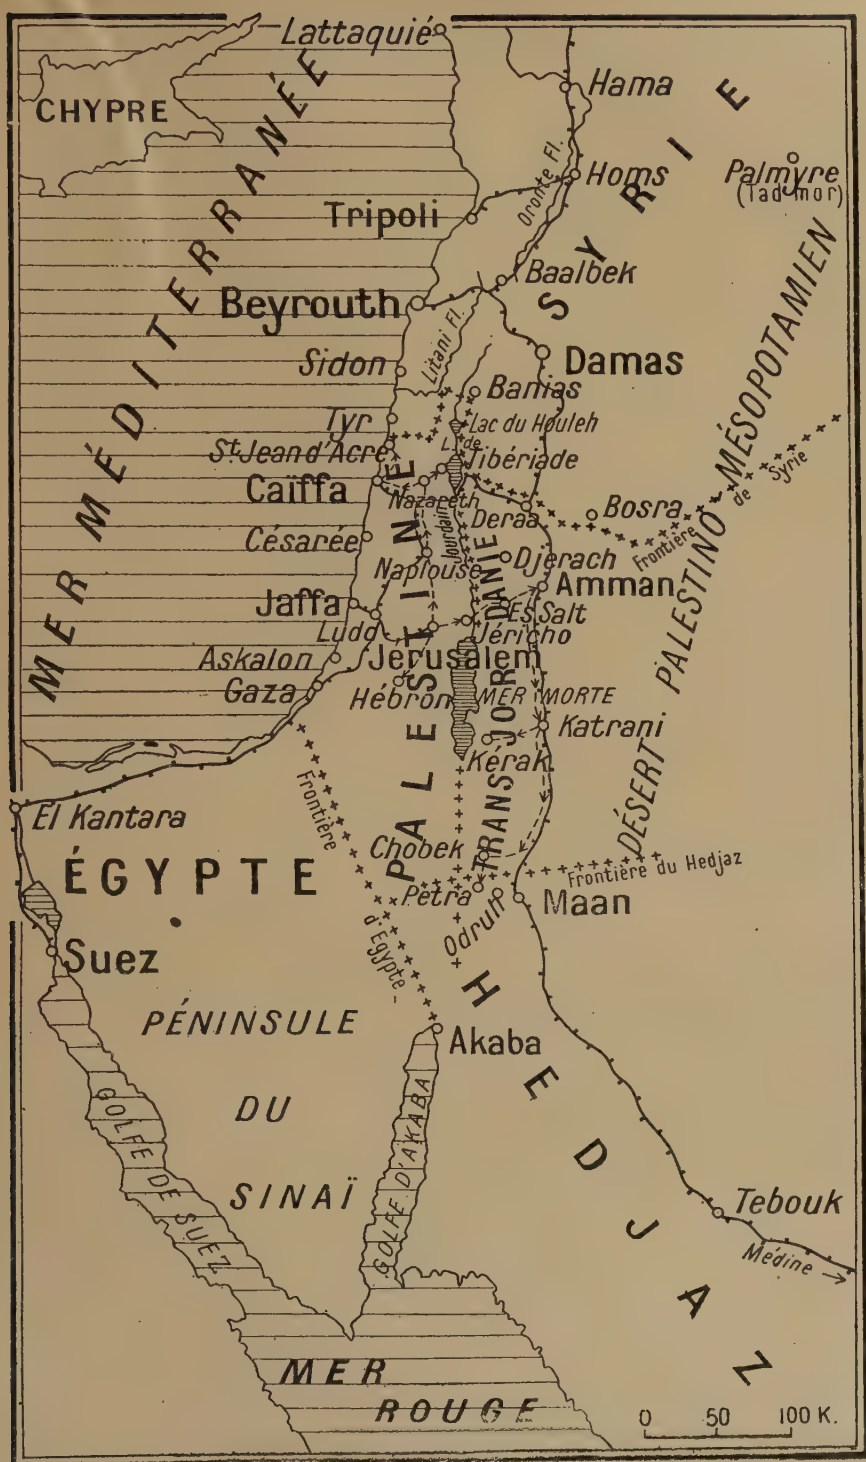 Lattaquié
Hama
CHYPRE
MER MÉDITERRANÉE
SYRIE
Palmyre
(Tadmor)
Homs
Oronte Fl.
Tripoli
Baalbek
Beyrouth
Litani Fl.
Damas
Sidon
Banias
Tyr
Lac du Houleh
St Jean d'Acre
L. de
Tibériade
Caïffa
Nazareth
Deraa
Bosra
Frontière de Syrie
DÉSERT PALESTINO MÉSOPOTAMIEN
Césarée
Jourdain
Naplouse
Djerach
Amman
Jaffa
Es Salt
Ludd
Jéricho
Askalon
Jérusalem
Gaza
Hébron
MER MORTE
PALESTINE
TRANSJORDANIE
Katrani
Kérak
El Kantara
Frontière
d'Egypte
Chobek
ÉGYPTE
Frontière du Hedjaz
Petra
Odruh
Maan
Suez
HEDJAZ
PÉNINSULE
DU
SINAÏ
Akaba
GOLFE DE SUEZ
GOLFE D'AKABA
Tebouk
Médine
MER
ROUGE
0 50 100 K.